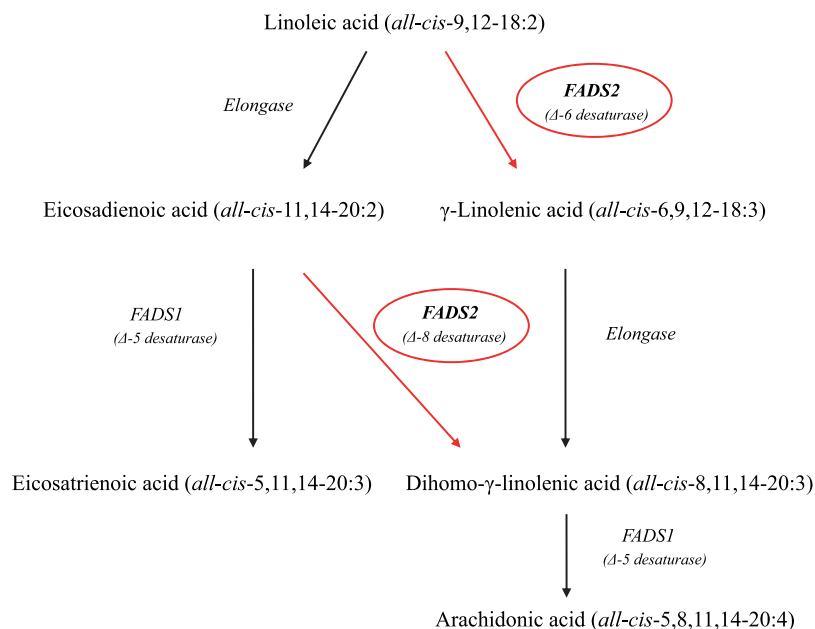 Linoleic acid (all-cis-9,12-18:2)
Elongase
FADS2
(Δ-6 desaturase)
Eicosadienoic acid (all-cis-11,14-20:2)
γ-Linolenic acid (all-cis-6,9,12-18:3)
FADS1
(Δ-5 desaturase)
FADS2
(Δ-8 desaturase)
Elongase
Eicosatrienoic acid (all-cis-5,11,14-20:3)
Dihomo-γ-linolenic acid (all-cis-8,11,14-20:3)
FADS1
(Δ-5 desaturase)
Arachidonic acid (all-cis-5,8,11,14-20:4)